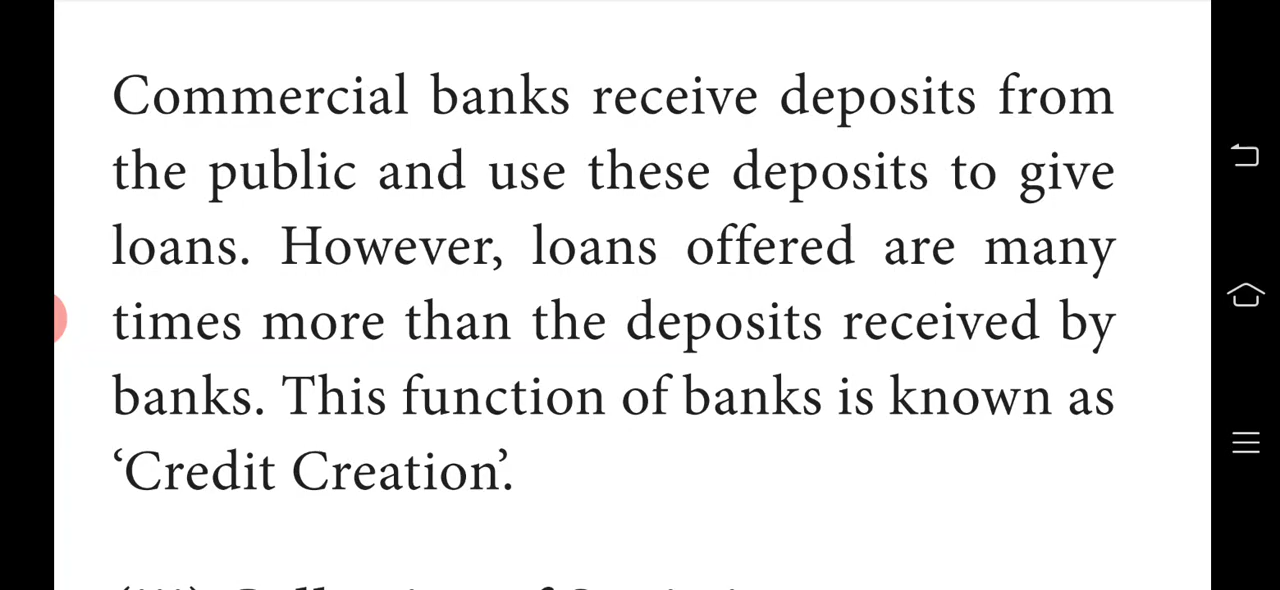 Commercial banks receive deposits from
the public and use these deposits to give
loans. However, loans offered are many
times more than the deposits received by
banks. This function of banks is known as
‘Credit Creation’.